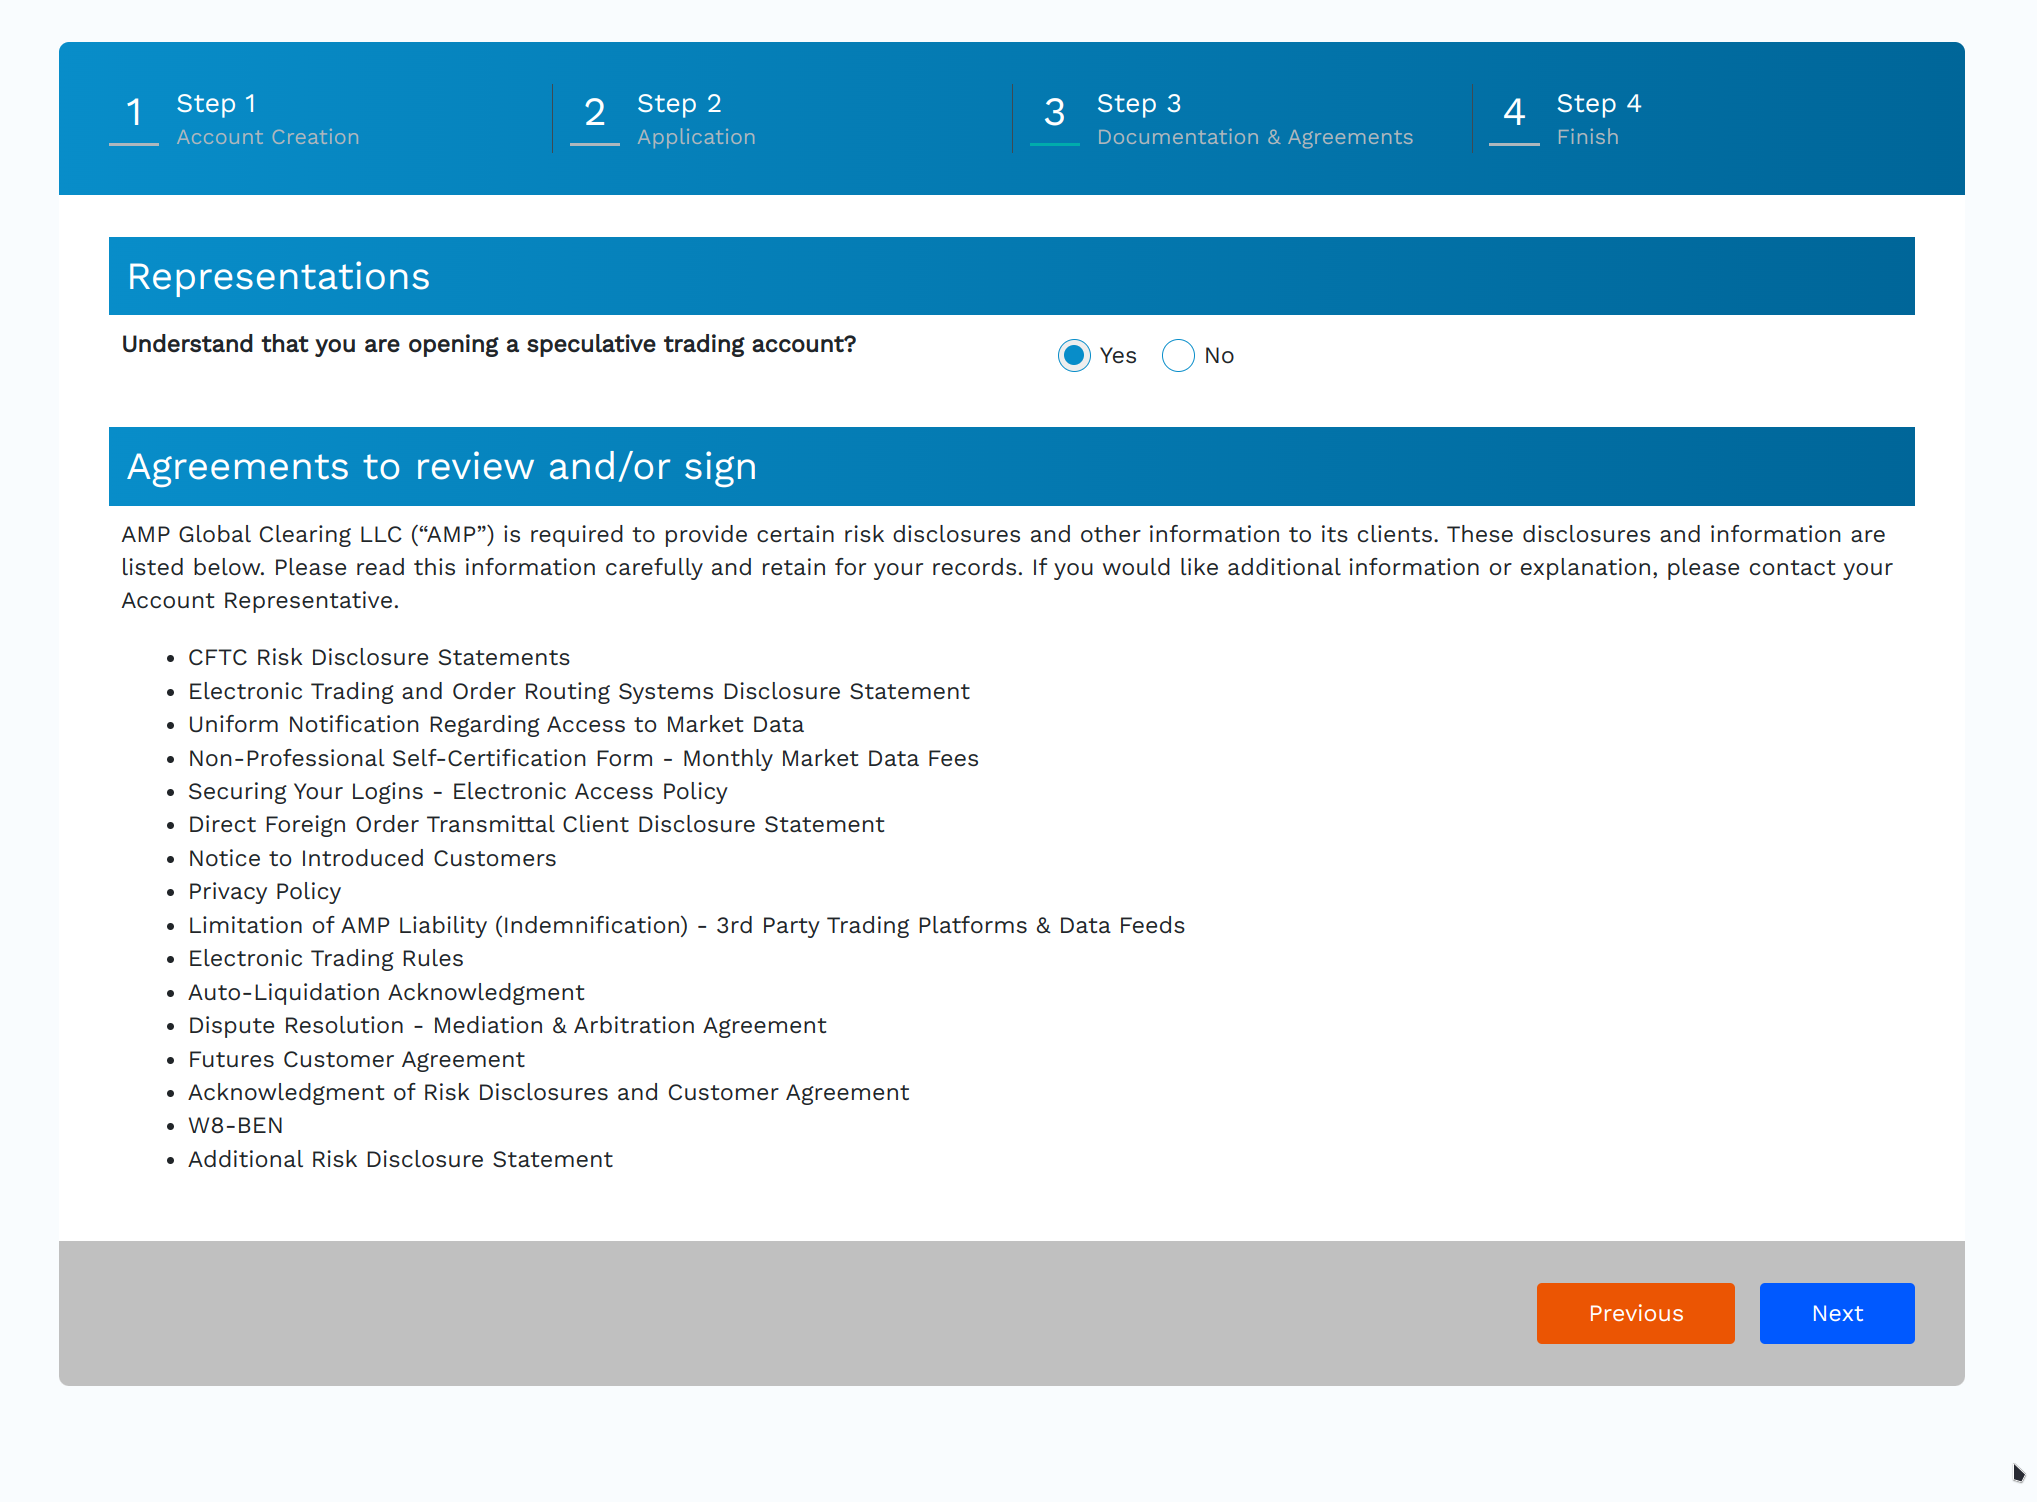 1
Step 1
Account Creation
2
Step 2
Application
3
Step 3
Documentation & Agreements
4
Step 4
Finish
Representations
Understand that you are opening a speculative trading account?
Yes
No
Agreements to review and/or sign
AMP Global Clearing LLC (“AMP”) is required to provide certain risk disclosures and other information to its clients. These disclosures and information are
listed below. Please read this information carefully and retain for your records. If you would like additional information or explanation, please contact your
Account Representative.
• CFTC Risk Disclosure Statements
• Electronic Trading and Order Routing Systems Disclosure Statement
• Uniform Notification Regarding Access to Market Data
• Non-Professional Self-Certification Form - Monthly Market Data Fees
• Securing Your Logins - Electronic Access Policy
• Direct Foreign Order Transmittal Client Disclosure Statement
• Notice to Introduced Customers
• Privacy Policy
• Limitation of AMP Liability (Indemnification) - 3rd Party Trading Platforms & Data Feeds
• Electronic Trading Rules
• Auto-Liquidation Acknowledgment
• Dispute Resolution - Mediation & Arbitration Agreement
• Futures Customer Agreement
• Acknowledgment of Risk Disclosures and Customer Agreement
• W8-BEN
• Additional Risk Disclosure Statement
Previous
Next